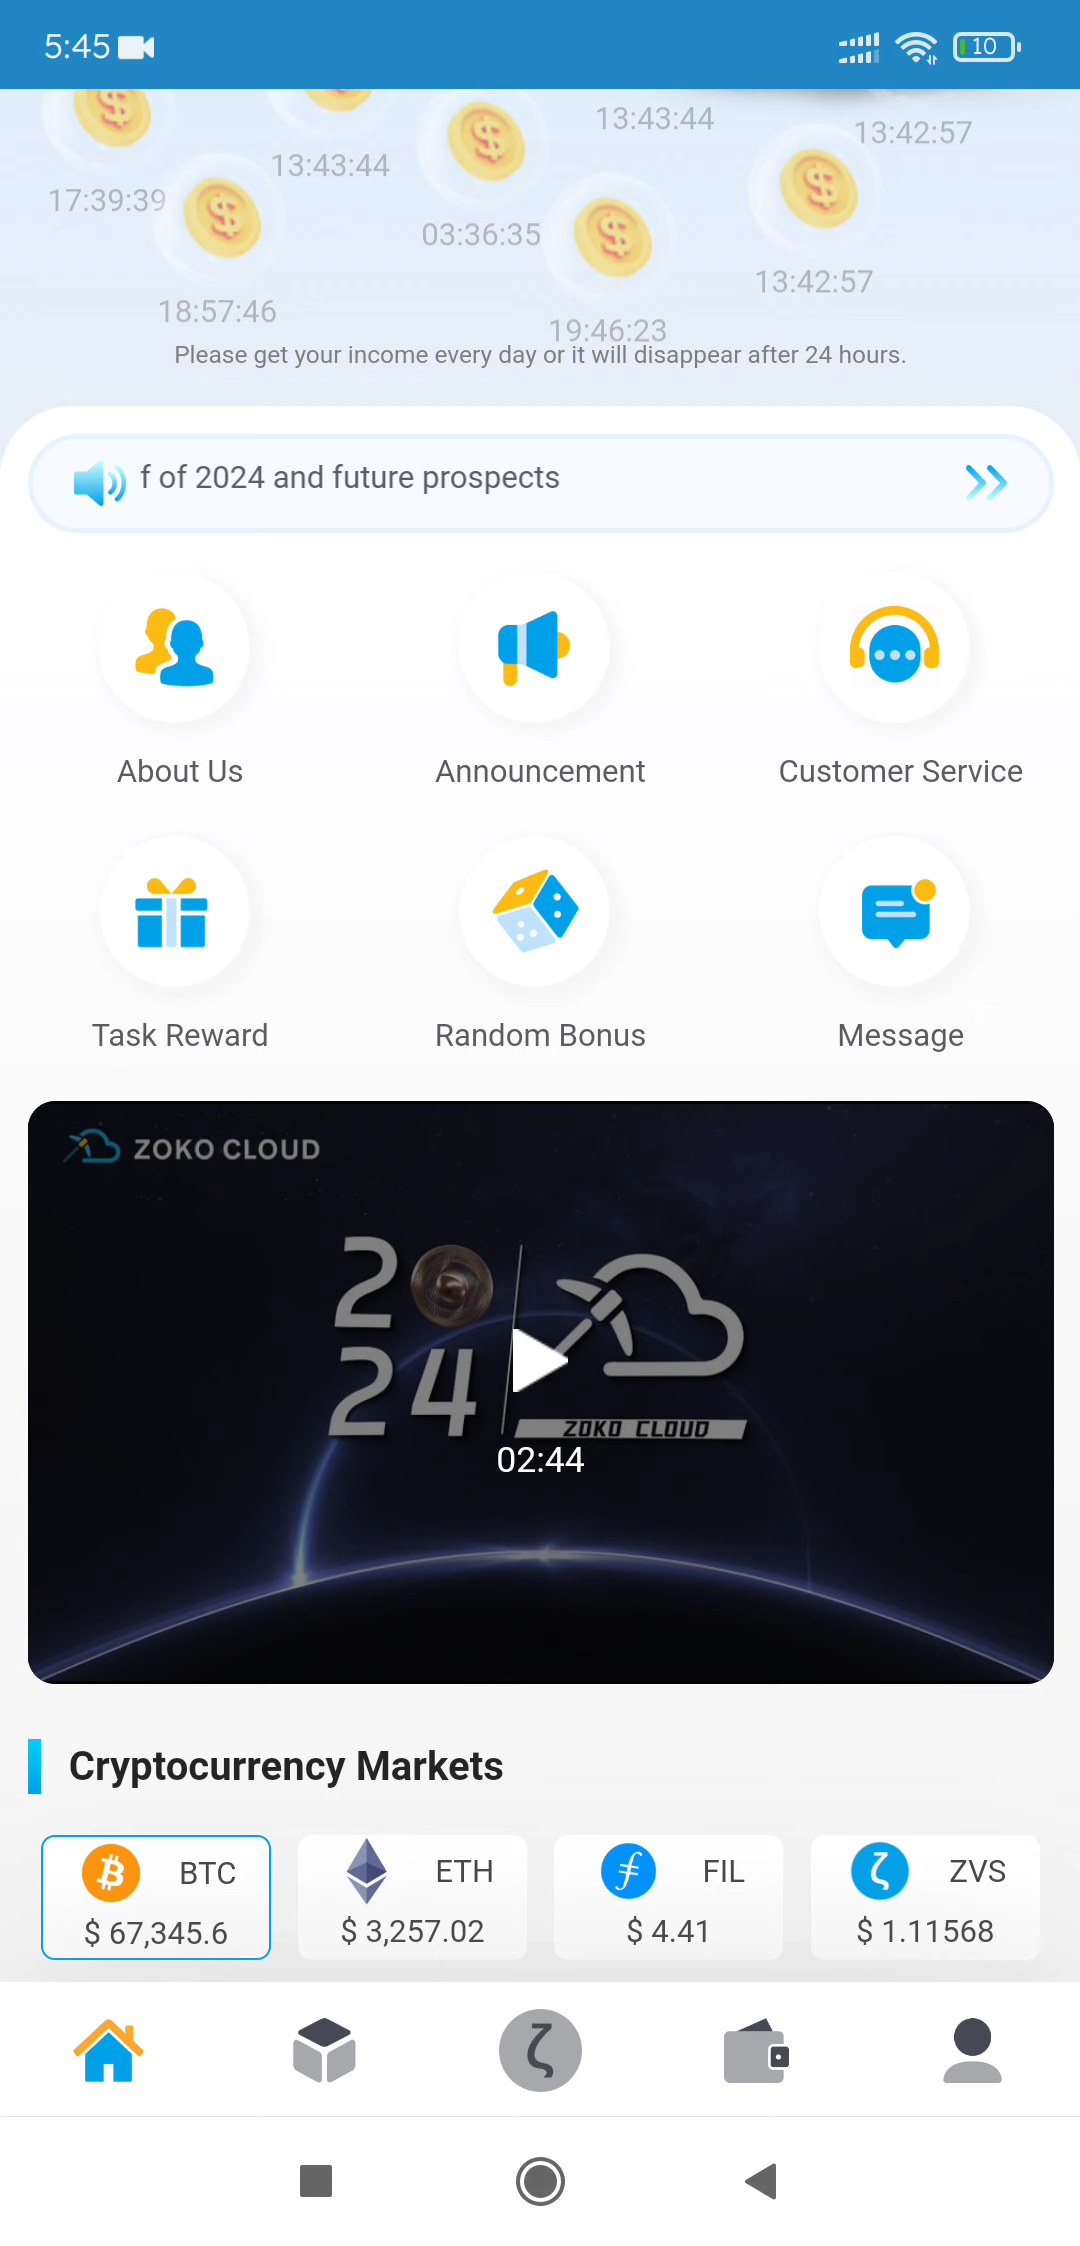 5:45
10
13:43:44
13:42:57
13:43:44
17:39:39
03:36:35
13:42:57
18:57:46
19:46:23
Please get your income every day or it will disappear after 24 hours.
f of 2024 and future prospects
About Us
Announcement
Customer Service
Task Reward
Random Bonus
Message
ZOKO CLOUD
2024
ZOKO CLOUD
02:44
Cryptocurrency Markets
BTC
$ 67,345.6
ETH
$ 3,257.02
FIL
$ 4.41
ZVS
$ 1.11568